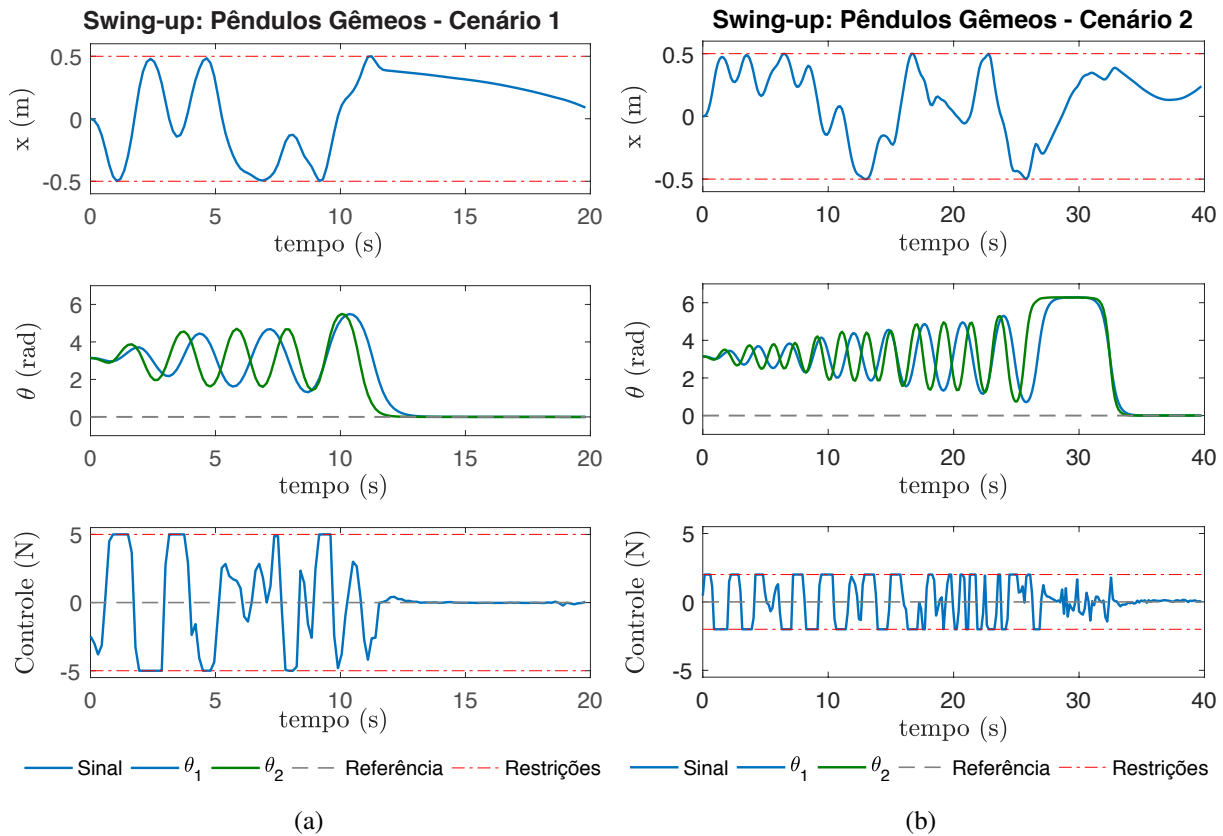 Swing-up: Pêndulos Gêmeos - Cenário 1
0.5
0
-0.5
x (m)
0 5 10 15 20
tempo (s)
6
4
2
0
θ (rad)
0 5 10 15 20
tempo (s)
5
0
-5
Controle (N)
0 5 10 15 20
tempo (s)
Sinal θ1 θ2 Referência Restrições
(a)
Swing-up: Pêndulos Gêmeos - Cenário 2
0.5
0
-0.5
x (m)
0 10 20 30 40
tempo (s)
6
4
2
0
θ (rad)
0 10 20 30 40
tempo (s)
5
0
-5
Controle (N)
0 10 20 30 40
tempo (s)
Sinal θ1 θ2 Referência Restrições
(b)